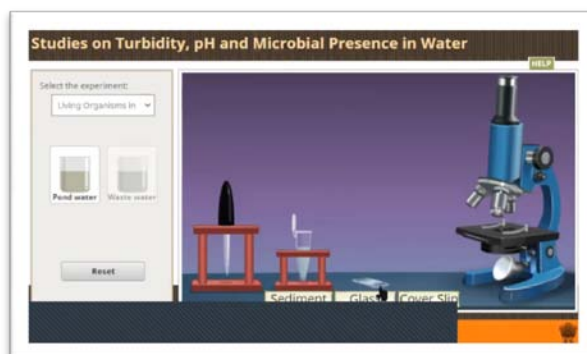 Studies on Turbidity, pH and Microbial Presence in Water
HELP
Select the experiment:
Living Organisms in
Pond water
Waste water
Reset
Sediment
Glass
Cover Slip